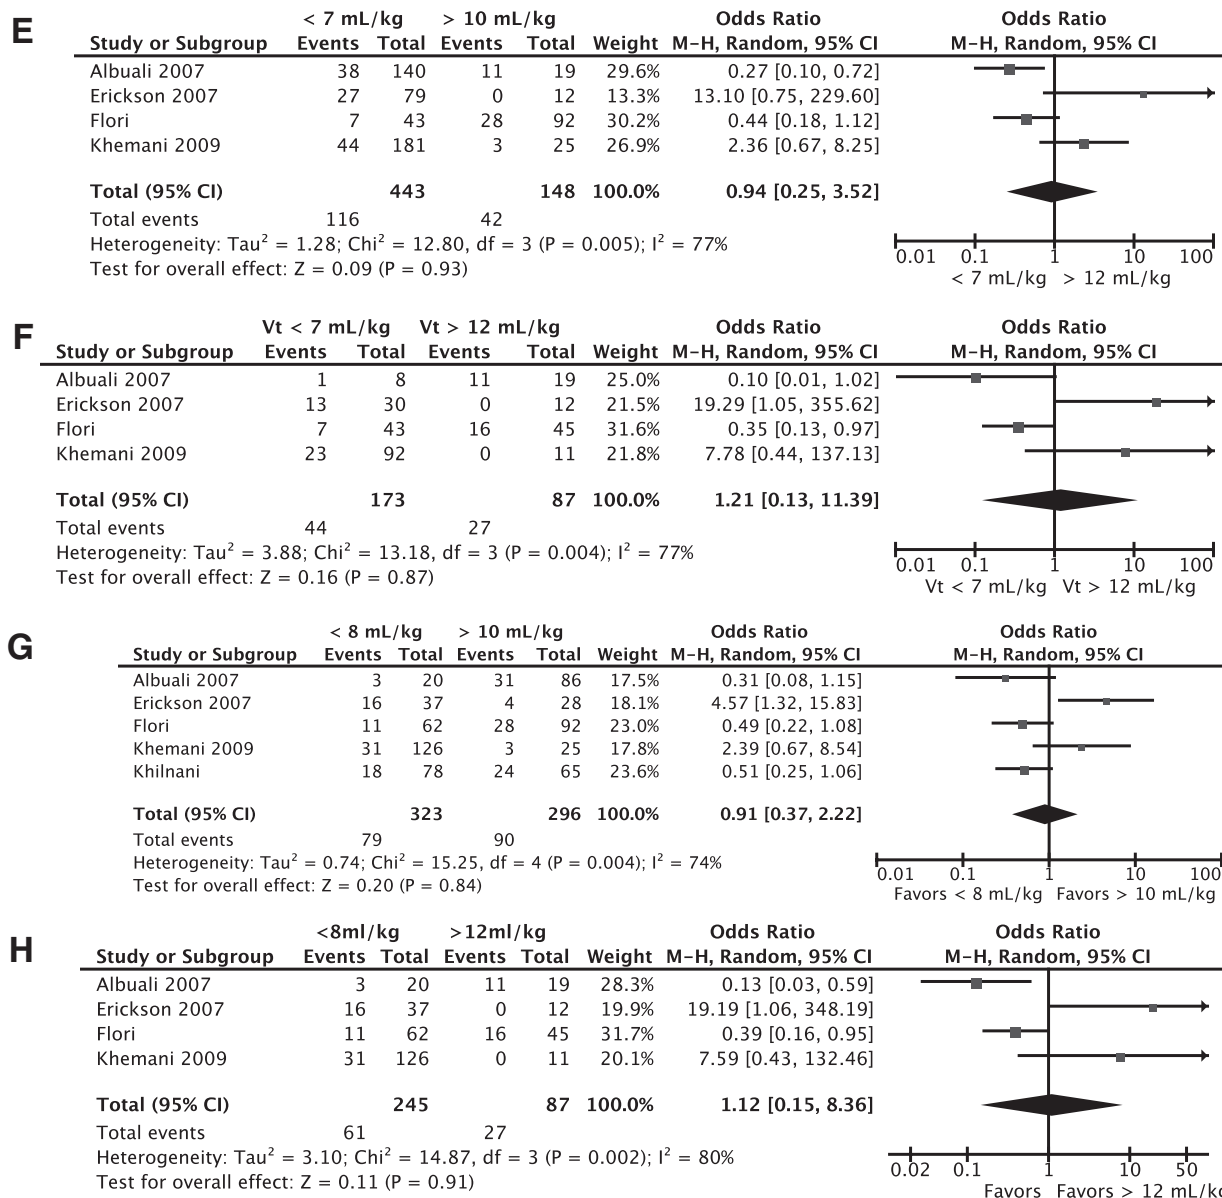 E
< 7 mL/kg > 10 mL/kg Odds Ratio Odds Ratio
Study or Subgroup Events Total Events Total Weight M-H, Random, 95% CI M-H, Random, 95% CI
Albuali 2007 38 140 11 19 29.6% 0.27 [0.10, 0.72]
Erickson 2007 27 79 0 12 13.3% 13.10 [0.75, 229.60]
Flori 7 43 28 92 30.2% 0.44 [0.18, 1.12]
Khemani 2009 44 181 3 25 26.9% 2.36 [0.67, 8.25]
Total (95% CI) 443 148 100.0% 0.94 [0.25, 3.52]
Total events 116 42
Heterogeneity: Tau² = 1.28; Chi² = 12.80, df = 3 (P = 0.005); I² = 77%
Test for overall effect: Z = 0.09 (P = 0.93)
0.01 0.1 1 10 100
< 7 mL/kg > 12 mL/kg
F
Vt < 7 mL/kg Vt > 12 mL/kg Odds Ratio Odds Ratio
Study or Subgroup Events Total Events Total Weight M-H, Random, 95% CI M-H, Random, 95% CI
Albuali 2007 1 8 11 19 25.0% 0.10 [0.01, 1.02]
Erickson 2007 13 30 0 12 21.5% 19.29 [1.05, 355.62]
Flori 7 43 16 45 31.6% 0.35 [0.13, 0.97]
Khemani 2009 23 92 0 11 21.8% 7.78 [0.44, 137.13]
Total (95% CI) 173 87 100.0% 1.21 [0.13, 11.39]
Total events 44 27
Heterogeneity: Tau² = 3.88; Chi² = 13.18, df = 3 (P = 0.004); I² = 77%
Test for overall effect: Z = 0.16 (P = 0.87)
0.01 0.1 1 10 100
Vt < 7 mL/kg Vt > 12 mL/kg
G
< 8 mL/kg > 10 mL/kg Odds Ratio Odds Ratio
Study or Subgroup Events Total Events Total Weight M-H, Random, 95% CI M-H, Random, 95% CI
Albuali 2007 3 20 31 86 17.5% 0.31 [0.08, 1.15]
Erickson 2007 16 37 4 28 18.1% 4.57 [1.32, 15.83]
Flori 11 62 28 92 23.0% 0.49 [0.22, 1.08]
Khemani 2009 31 126 3 25 17.8% 2.39 [0.67, 8.54]
Khilnani 18 78 24 65 23.6% 0.51 [0.25, 1.06]
Total (95% CI) 323 296 100.0% 0.91 [0.37, 2.22]
Total events 79 90
Heterogeneity: Tau² = 0.74; Chi² = 15.25, df = 4 (P = 0.004); I² = 74%
Test for overall effect: Z = 0.20 (P = 0.84)
0.01 0.1 1 10 100
Favors < 8 mL/kg Favors > 10 mL/kg
H
<8ml/kg >12ml/kg Odds Ratio Odds Ratio
Study or Subgroup Events Total Events Total Weight M-H, Random, 95% CI M-H, Random, 95% CI
Albuali 2007 3 20 11 19 28.3% 0.13 [0.03, 0.59]
Erickson 2007 16 37 0 12 19.9% 19.19 [1.06, 348.19]
Flori 11 62 16 45 31.7% 0.39 [0.16, 0.95]
Khemani 2009 31 126 0 11 20.1% 7.59 [0.43, 132.46]
Total (95% CI) 245 87 100.0% 1.12 [0.15, 8.36]
Total events 61 27
Heterogeneity: Tau² = 3.10; Chi² = 14.87, df = 3 (P = 0.002); I² = 80%
Test for overall effect: Z = 0.11 (P = 0.91)
0.02 0.1 1 10 50
Favors Favors > 12 mL/kg